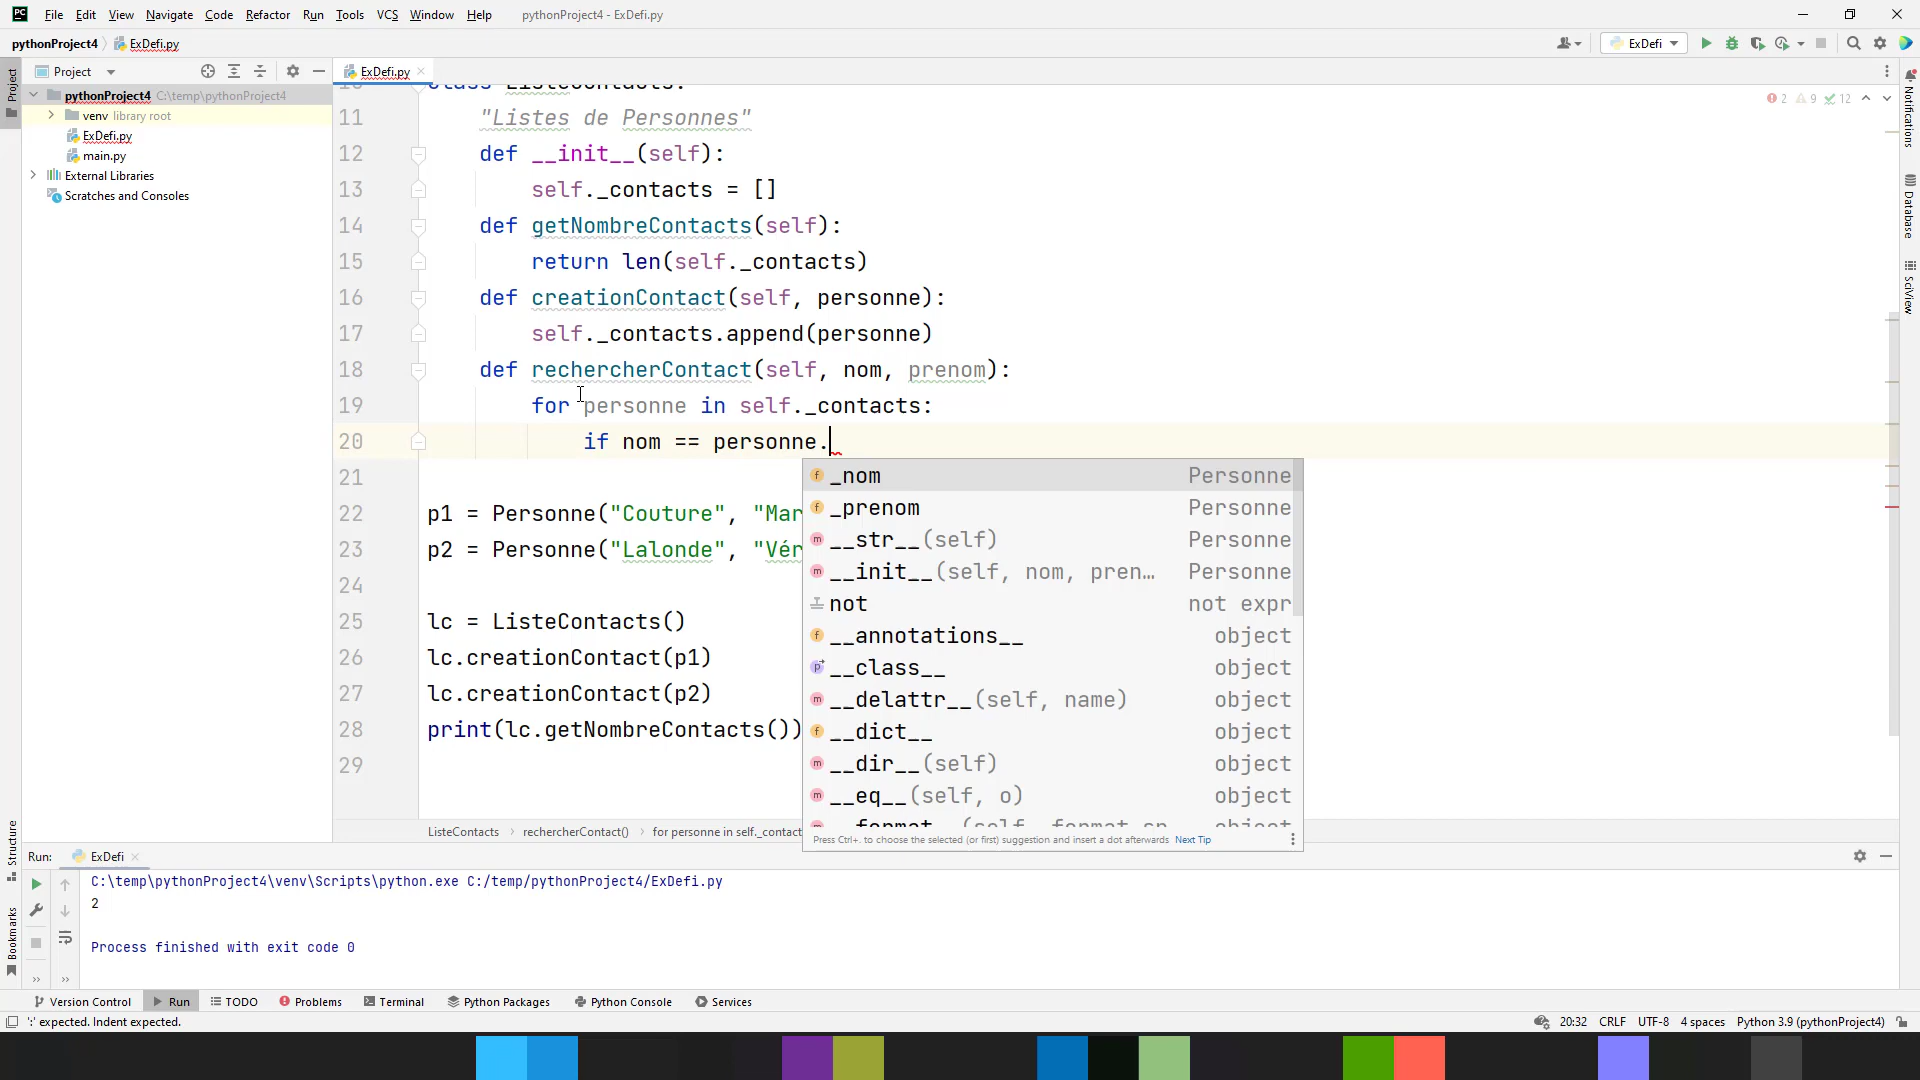 PC File Edit View Navigate Code Refactor Run Tools VCS Window Help pythonProject4 - ExDefi.py
pythonProject4 ExDefi.py
ExDefi
Project
ExDefi.py
pythonProject4 C:\temp\pythonProject4
venv library root
ExDefi.py
main.py
External Libraries
Scratches and Consoles
Project
Structure
Bookmarks
2 9 12
11 "Listes de Personnes"
12 def __init__(self):
13 self._contacts = []
14 def getNombreContacts(self):
15 return len(self._contacts)
16 def creationContact(self, personne):
17 self._contacts.append(personne)
18 def rechercherContact(self, nom, prenom):
19 for personne in self._contacts:
20 if nom == personne.
21
22 p1 = Personne("Couture", "Mar
23 p2 = Personne("Lalonde", "Vér
24
25 lc = ListeContacts()
26 lc.creationContact(p1)
27 lc.creationContact(p2)
28 print(lc.getNombreContacts())
29
_nom Personne
_prenom Personne
__str__(self) Personne
__init__(self, nom, pren… Personne
not not expr
__annotations__ object
__class__ object
__delattr__(self, name) object
__dict__ object
__dir__(self) object
__eq__(self, o) object
Press Ctrl+. to choose the selected (or first) suggestion and insert a dot afterwards Next Tip
ListeContacts rechercherContact() for personne in self._contact
Notifications
Database
SciView
Run: ExDefi
C:\temp\pythonProject4\venv\Scripts\python.exe C:/temp/pythonProject4/ExDefi.py
2
Process finished with exit code 0
Version Control Run TODO Problems Terminal Python Packages Python Console Services
':' expected. Indent expected.
20:32 CRLF UTF-8 4 spaces Python 3.9 (pythonProject4)